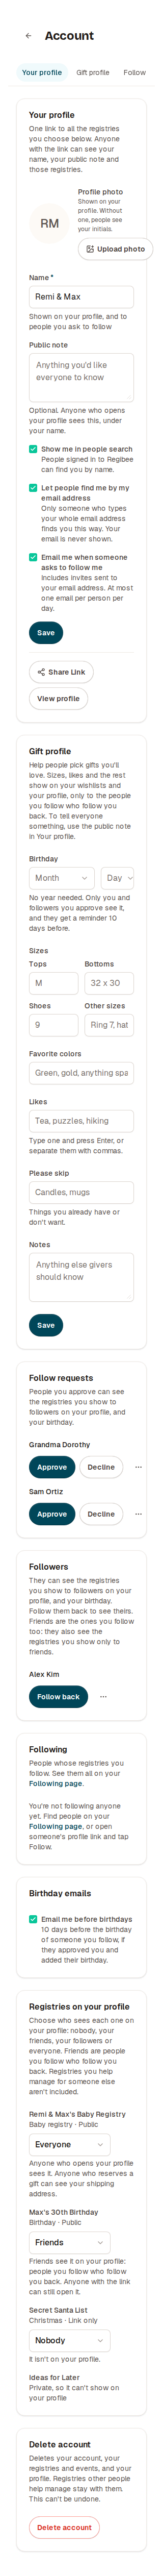 ← Account
Your profile Gift profile Follow
Your profile
One link to all the registries
you choose below. Anyone
with the link can see your
name, your public note and
those registries.
RM
Profile photo
Shown on your
profile. Without
one, people see
your initials.
Upload photo
Name *
Remi & Max
Shown on your profile, and to
people you ask to follow
Public note
Anything you'd like
everyone to know
Optional. Anyone who opens
your profile sees this, under
your name.
Show me in people search
People signed in to Regibee
can find you by name.
Let people find me by my
email address
Only someone who types
your whole email address
finds you this way. Your
email is never shown.
Email me when someone
asks to follow me
Includes invites sent to
your email address. At most
one email per person per
day.
Save
Share Link
View profile
Gift profile
Help people pick gifts you'll
love. Sizes, likes and the rest
show on your wishlists and
your profile, only to the people
you follow who follow you
back. To tell everyone
something, use the public note
in Your profile.
Birthday
Month Day
No year needed. Only you and
followers you approve see it,
and they get a reminder 10
days before.
Sizes
Tops Bottoms
M 32 x 30
Shoes Other sizes
9 Ring 7, hat
Favorite colors
Green, gold, anything spa
Likes
Tea, puzzles, hiking
Type one and press Enter, or
separate them with commas.
Please skip
Candles, mugs
Things you already have or
don't want.
Notes
Anything else givers
should know
Save
Follow requests
People you approve can see
the registries you show to
followers on your profile, and
your birthday.
Grandma Dorothy
Approve Decline ···
Sam Ortiz
Approve Decline ···
Followers
They can see the registries
you show to followers on your
profile, and your birthday.
Follow them back to see theirs.
Friends are the ones you follow
too: they also see the
registries you show only to
friends.
Alex Kim
Follow back ···
Following
People whose registries you
follow. See them all on your
Following page.
You're not following anyone
yet. Find people on your
Following page, or open
someone's profile link and tap
Follow.
Birthday emails
Email me before birthdays
10 days before the birthday
of someone you follow, if
they approved you and
added their birthday.
Registries on your profile
Choose who sees each one on
your profile: nobody, your
friends, your followers or
everyone. Friends are people
you follow who follow you
back. Registries you help
manage for someone else
aren't included.
Remi & Max's Baby Registry
Baby registry · Public
Everyone
Anyone who opens your profile
sees it. Anyone who reserves a
gift can see your shipping
address.
Max's 30th Birthday
Birthday · Public
Friends
Friends see it on your profile:
people you follow who follow
you back. Anyone with the link
can still open it.
Secret Santa List
Christmas · Link only
Nobody
It isn't on your profile.
Ideas for Later
Private, so it can't show on
your profile
Delete account
Deletes your account, your
registries and events, and your
profile. Registries other people
help manage stay with them.
This can't be undone.
Delete account